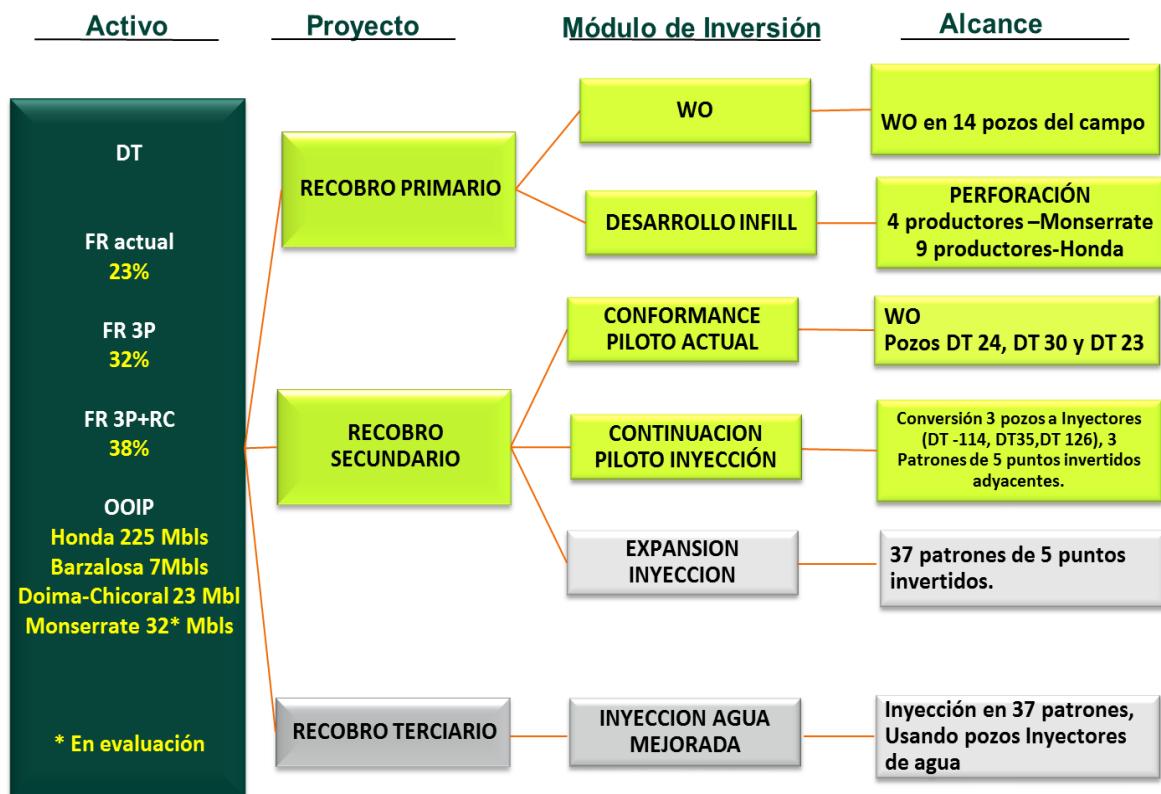 Activo
Proyecto
Módulo de Inversión
Alcance
DT
FR actual
23%
FR 3P
32%
FR 3P+RC
38%
OOIP
Honda 225 Mbls
Barzalosa 7Mbls
Doima-Chicoral 23 Mbl
Monserrate 32* Mbls
* En evaluación
RECOBRO PRIMARIO
WO
WO en 14 pozos del campo
DESARROLLO INFILL
PERFORACIÓN
4 productores –Monserrate
9 productores-Honda
RECOBRO
SECUNDARIO
CONFORMANCE
PILOTO ACTUAL
WO
Pozos DT 24, DT 30 y DT 23
CONTINUACION
PILOTO INYECCIÓN
Conversión 3 pozos a Inyectores
(DT -114, DT35,DT 126), 3
Patrones de 5 puntos invertidos
adyacentes.
EXPANSION
INYECCION
37 patrones de 5 puntos
invertidos.
RECOBRO TERCIARIO
INYECCION AGUA
MEJORADA
Inyección en 37 patrones,
Usando pozos Inyectores
de agua